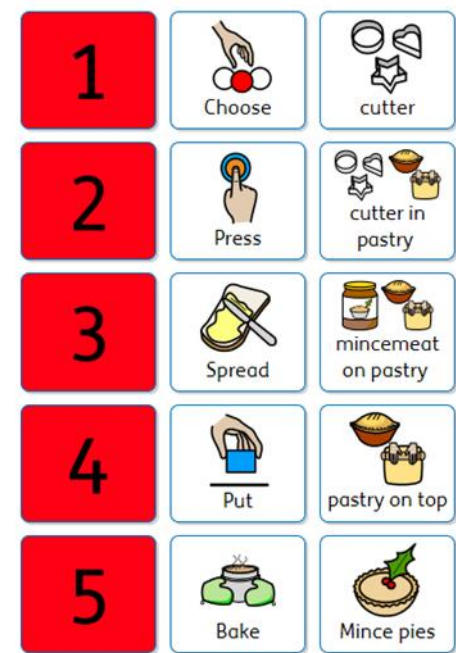 1
Choose
cutter
2
Press
cutter in
pastry
3
Spread
mincemeat
on pastry
4
Put
pastry on top
5
Bake
Mince pies